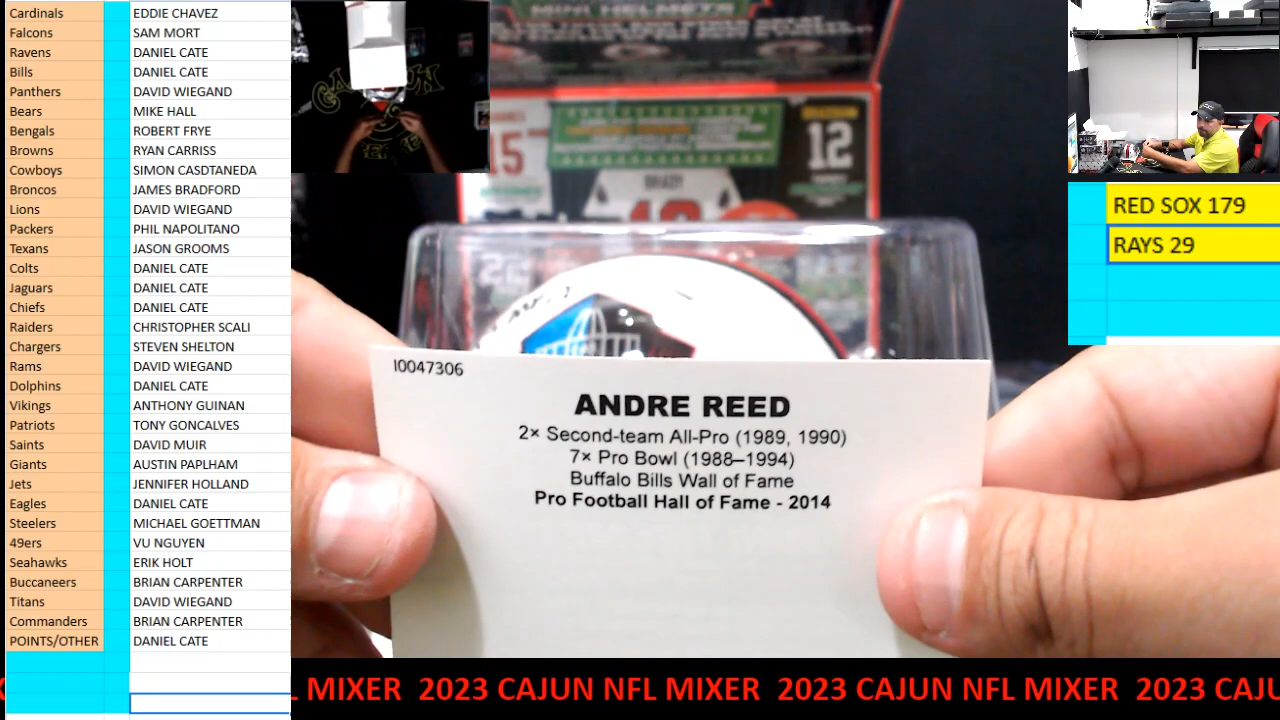 Cardinals EDDIE CHAVEZ
Falcons SAM MORT
Ravens DANIEL CATE
Bills DANIEL CATE
Panthers DAVID WIEGAND
Bears MIKE HALL
Bengals ROBERT FRYE
Browns RYAN CARRISS
Cowboys SIMON CASDTANEDA
Broncos JAMES BRADFORD
Lions DAVID WIEGAND
Packers PHIL NAPOLITANO
Texans JASON GROOMS
Colts DANIEL CATE
Jaguars DANIEL CATE
Chiefs DANIEL CATE
Raiders CHRISTOPHER SCALI
Chargers STEVEN SHELTON
Rams DAVID WIEGAND
Dolphins DANIEL CATE
Vikings ANTHONY GUINAN
Patriots TONY GONCALVES
Saints DAVID MUIR
Giants AUSTIN PAPLHAM
Jets JENNIFER HOLLAND
Eagles DANIEL CATE
Steelers MICHAEL GOETTMAN
49ers VU NGUYEN
Seahawks ERIK HOLT
Buccaneers BRIAN CARPENTER
Titans DAVID WIEGAND
Commanders BRIAN CARPENTER
POINTS/OTHER DANIEL CATE
MINI HELMETS
15
12
BRADY
RED SOX 179
RAYS 29
I0047306
ANDRE REED
2× Second-team All-Pro (1989, 1990)
7× Pro Bowl (1988–1994)
Buffalo Bills Wall of Fame
Pro Football Hall of Fame - 2014
L MIXER 2023 CAJUN NFL MIXER 2023 CAJUN NFL MIXER 2023 CAJU